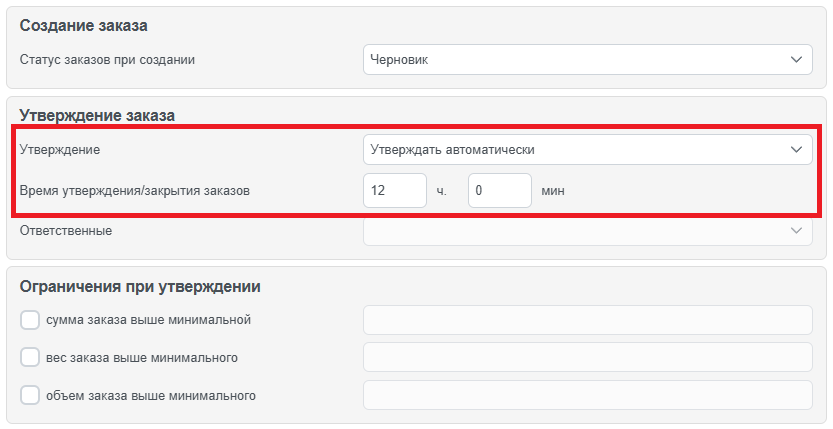 Создание заказа
Статус заказов при создании Черновик
Утверждение заказа
Утверждение Утверждать автоматически
Время утверждения/закрытия заказов 12 ч. 0 мин
Ответственные
Ограничения при утверждении
сумма заказа выше минимальной
вес заказа выше минимального
объем заказа выше минимального